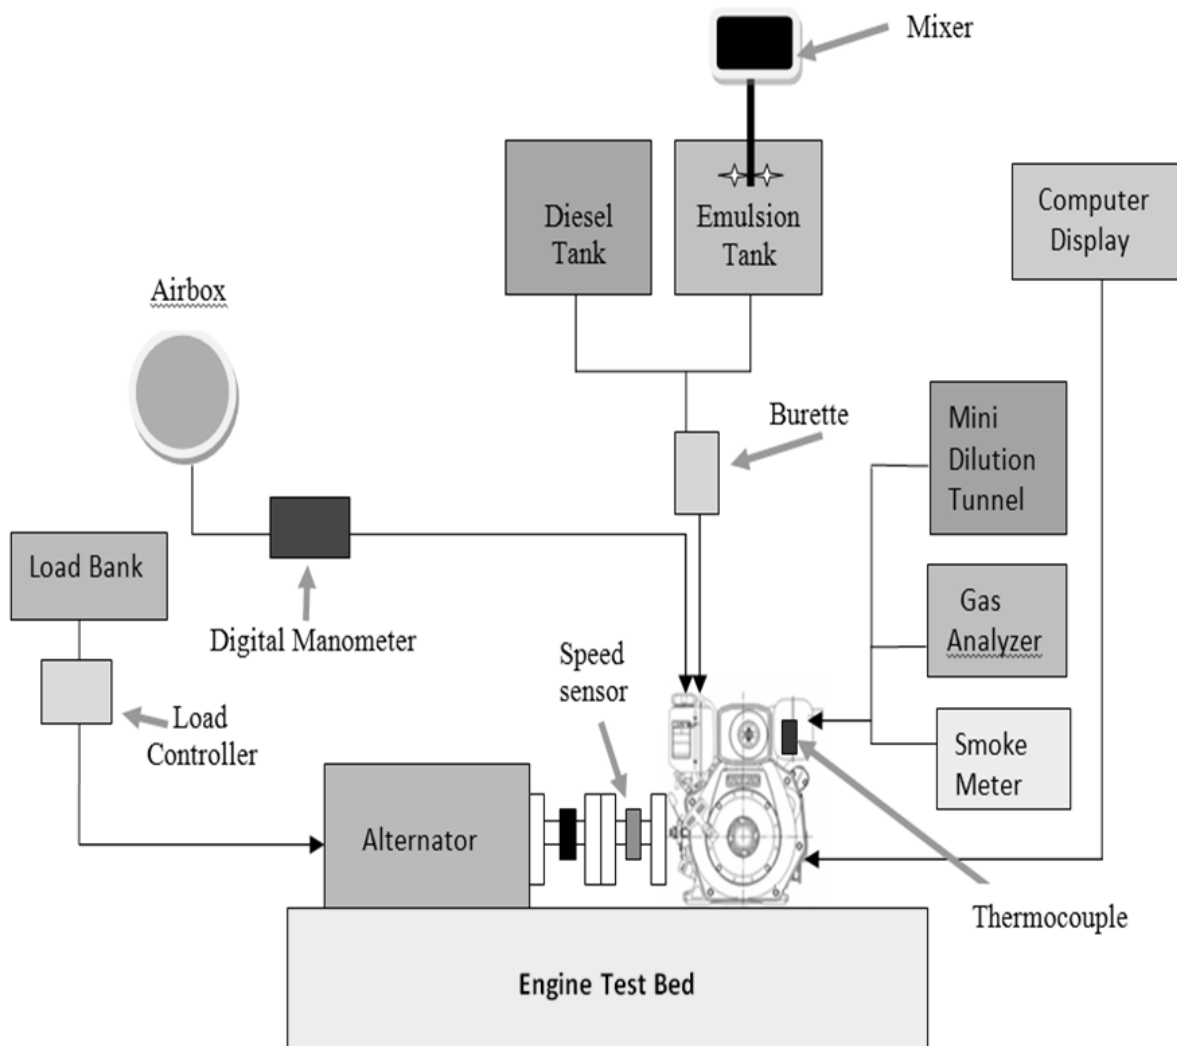 Mixer
Diesel
Tank
Emulsion
Tank
Computer
Display
Airbox
Burette
Mini
Dilution
Tunnel
Load Bank
Digital Manometer
Gas
Analyzer
Speed
sensor
Load
Controller
Smoke
Meter
Alternator
Thermocouple
Engine Test Bed